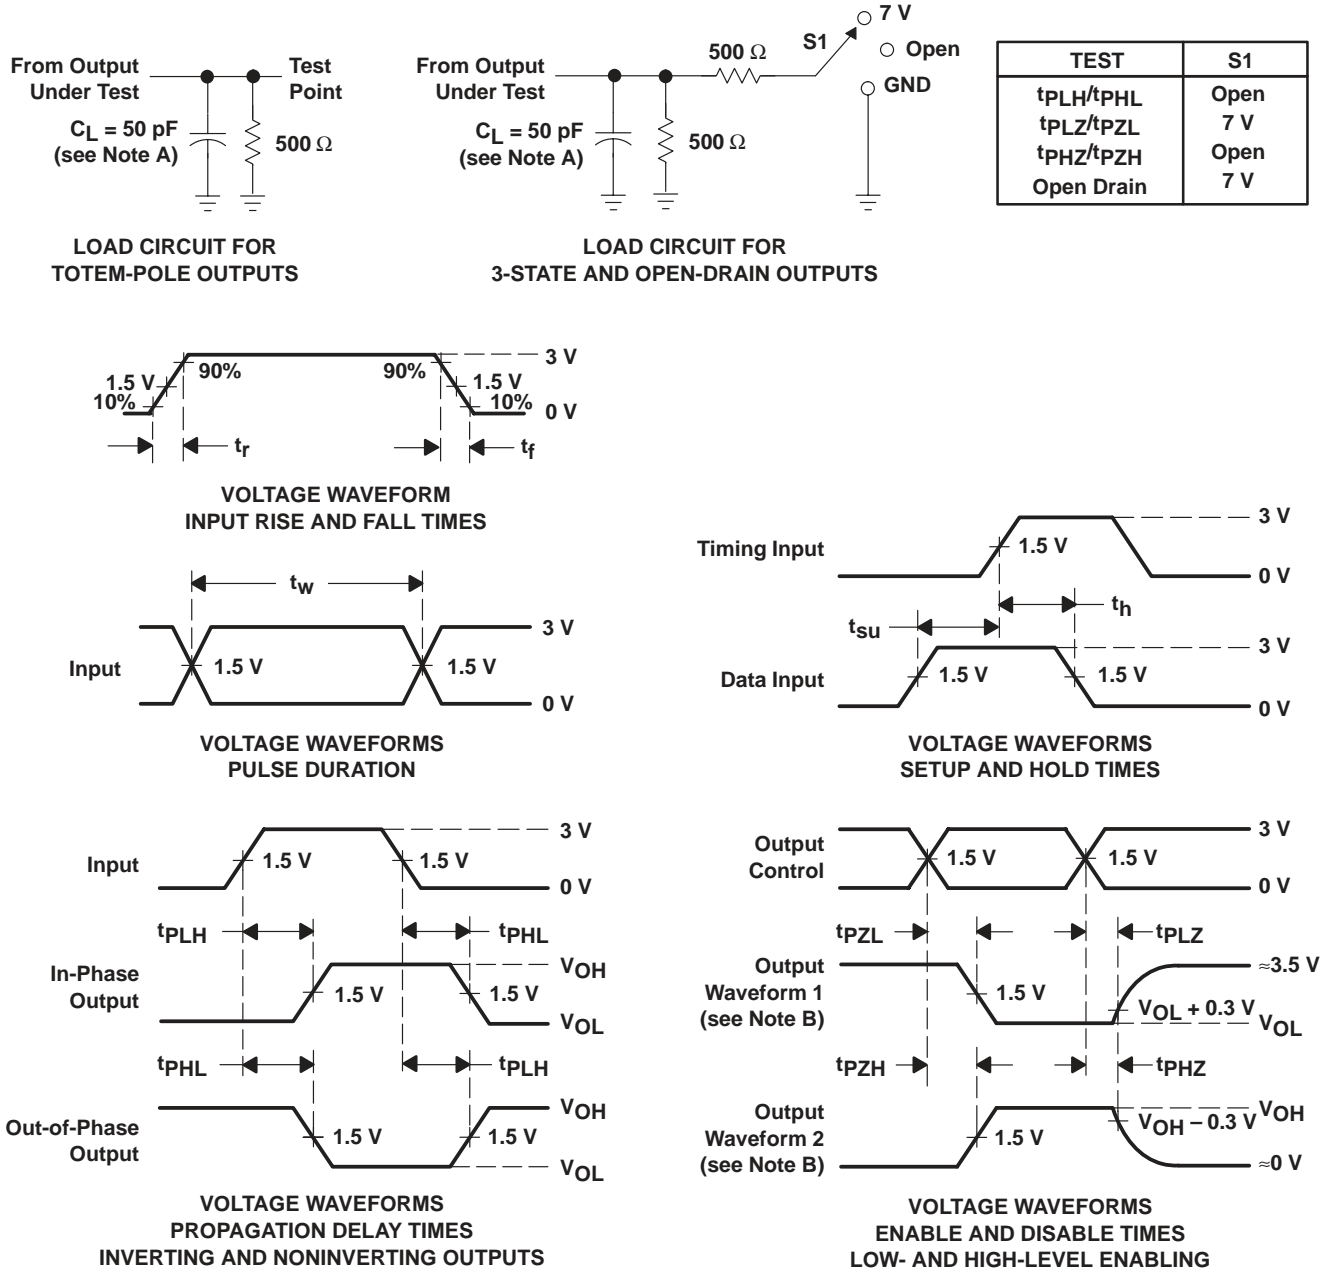 From Output
Under Test
Test
Point
CL = 50 pF
(see Note A)
500 Ω
LOAD CIRCUIT FOR
TOTEM-POLE OUTPUTS
From Output
Under Test
CL = 50 pF
(see Note A)
500 Ω
500 Ω
S1
7 V
Open
GND
LOAD CIRCUIT FOR
3-STATE AND OPEN-DRAIN OUTPUTS
TEST S1
tPLH/tPHL Open
tPLZ/tPZL 7 V
tPHZ/tPZH Open
Open Drain 7 V
90% 90% 3 V
1.5 V 1.5 V
10% 10% 0 V
tr tf
VOLTAGE WAVEFORM
INPUT RISE AND FALL TIMES
tw
3 V
Input 1.5 V 1.5 V
0 V
VOLTAGE WAVEFORMS
PULSE DURATION
3 V
Timing Input 1.5 V
0 V
th
tsu
3 V
Data Input 1.5 V 1.5 V
0 V
VOLTAGE WAVEFORMS
SETUP AND HOLD TIMES
3 V
Input 1.5 V 1.5 V
0 V
tPLH tPHL
In-Phase
Output
VOH
1.5 V 1.5 V
VOL
tPHL tPLH
Out-of-Phase
Output
VOH
1.5 V 1.5 V
VOL
VOLTAGE WAVEFORMS
PROPAGATION DELAY TIMES
INVERTING AND NONINVERTING OUTPUTS
Output
Control
3 V
1.5 V 1.5 V
0 V
tPZL tPLZ
Output
Waveform 1
(see Note B)
≈3.5 V
1.5 V VOL + 0.3 V
VOL
tPZH tPHZ
Output
Waveform 2
(see Note B)
VOH
1.5 V VOH − 0.3 V
≈0 V
VOLTAGE WAVEFORMS
ENABLE AND DISABLE TIMES
LOW- AND HIGH-LEVEL ENABLING